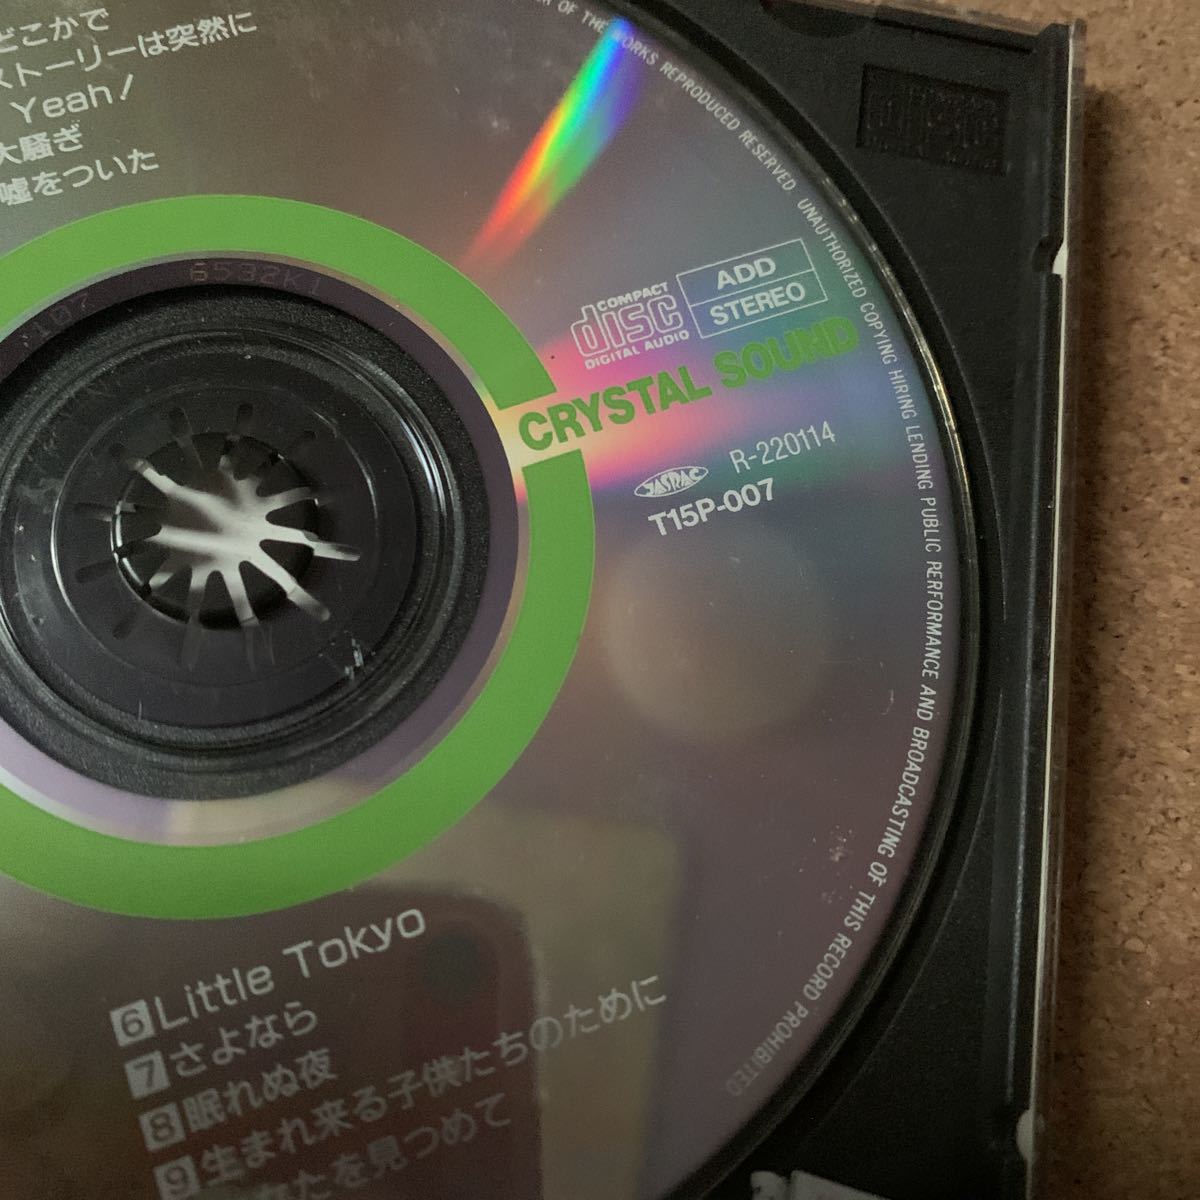 どこかで
ストーリーは突然に
Yeah!
大騒ぎ
嘘をついた
OF THE WORKS REPRODUCED RESERVED UNAUTHORIZED COPYING HIRING LENDING PUBLIC PERFORMANCE AND BROADCASTING OF THIS RECORD PROHIBITED
6532K1
COMPACT
disc
DIGITAL AUDIO
ADD
STEREO
CRYSTAL SOUND
JASRAC
R-220114
T15P-007
6 Little Tokyo
7 さよなら
8 眠れぬ夜
9 生まれ来る子供たちのために
たを見つめて